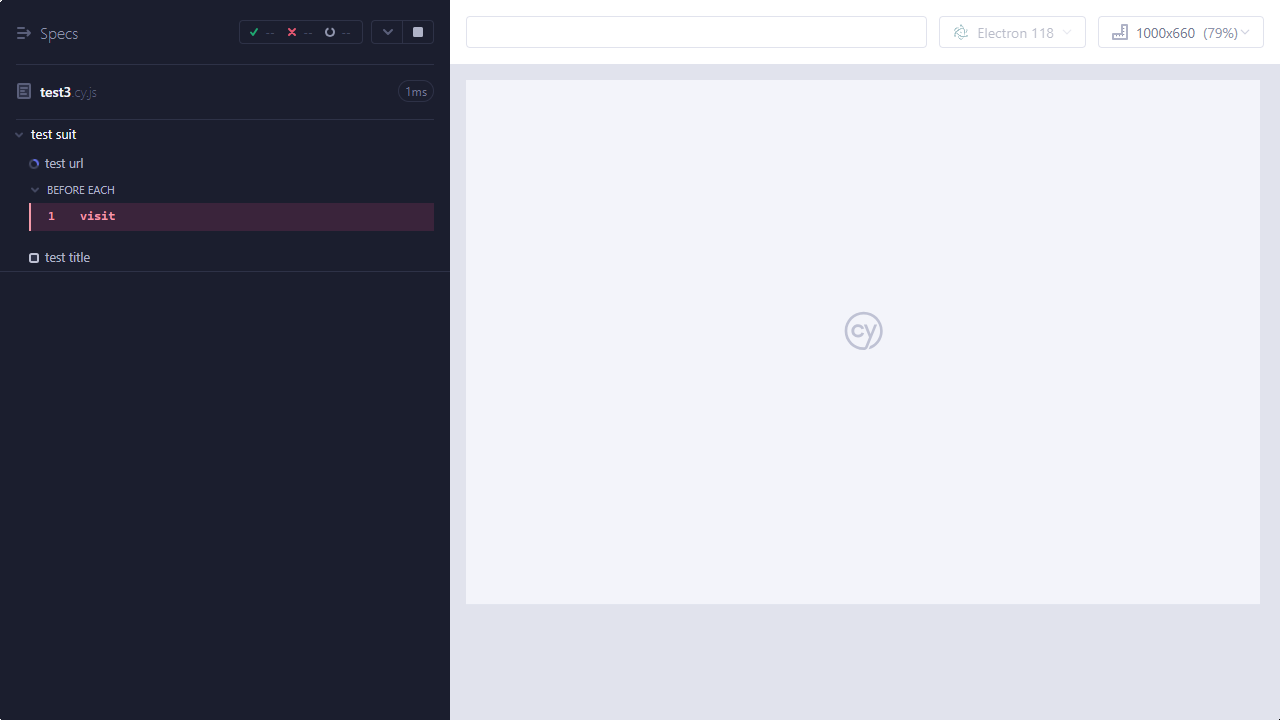 Specs
--
--
--
Electron 118
1000x660 (79%)
test3.cy.js
1ms
test suit
test url
BEFORE EACH
1 visit
test title
cy